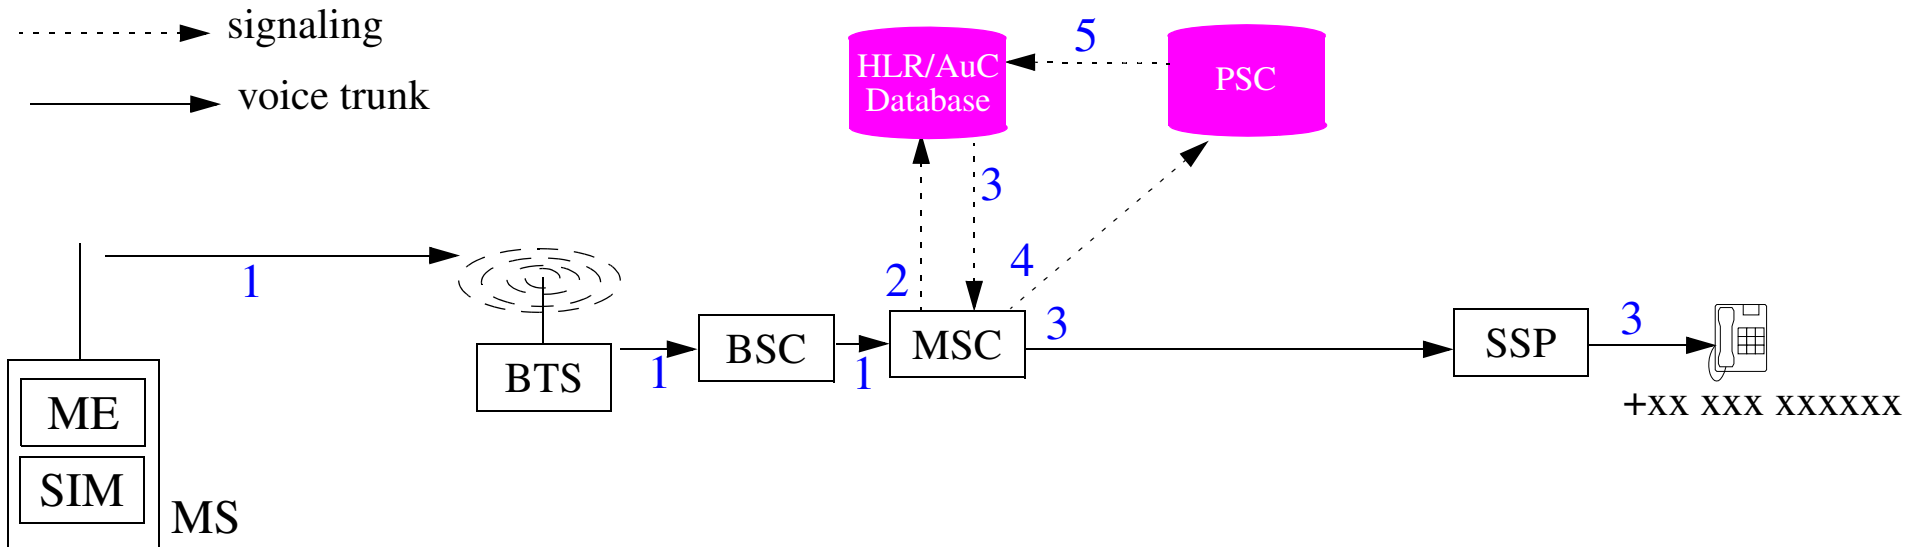 signaling
voice trunk
HLR/AuC
Database
PSC
5
3
2
4
1
1
1
3
3
BTS
BSC
MSC
SSP
ME
SIM
MS
+xx xxx xxxxxx